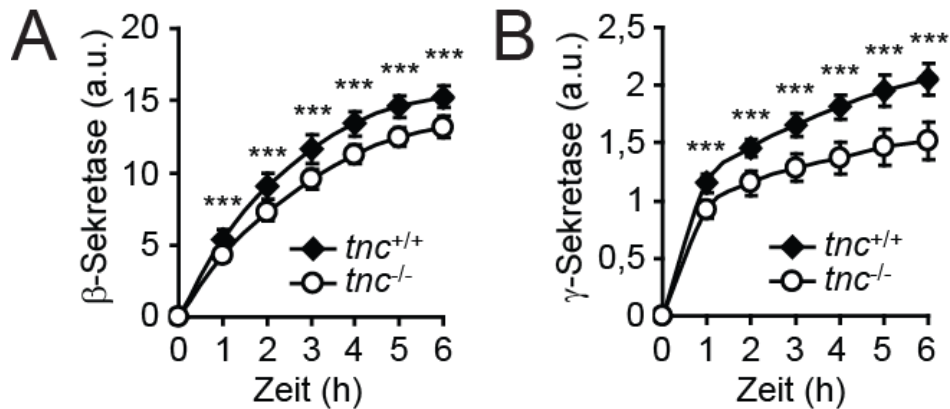 A
β-Sekretase (a.u.)
20
15
10
5
0
***
***
***
***
***
***
tnc+/+
tnc-/-
0 1 2 3 4 5 6
Zeit (h)
B
γ-Sekretase (a.u.)
2,5
2
1,5
1
0,5
0
***
***
***
***
***
***
tnc+/+
tnc-/-
0 1 2 3 4 5 6
Zeit (h)